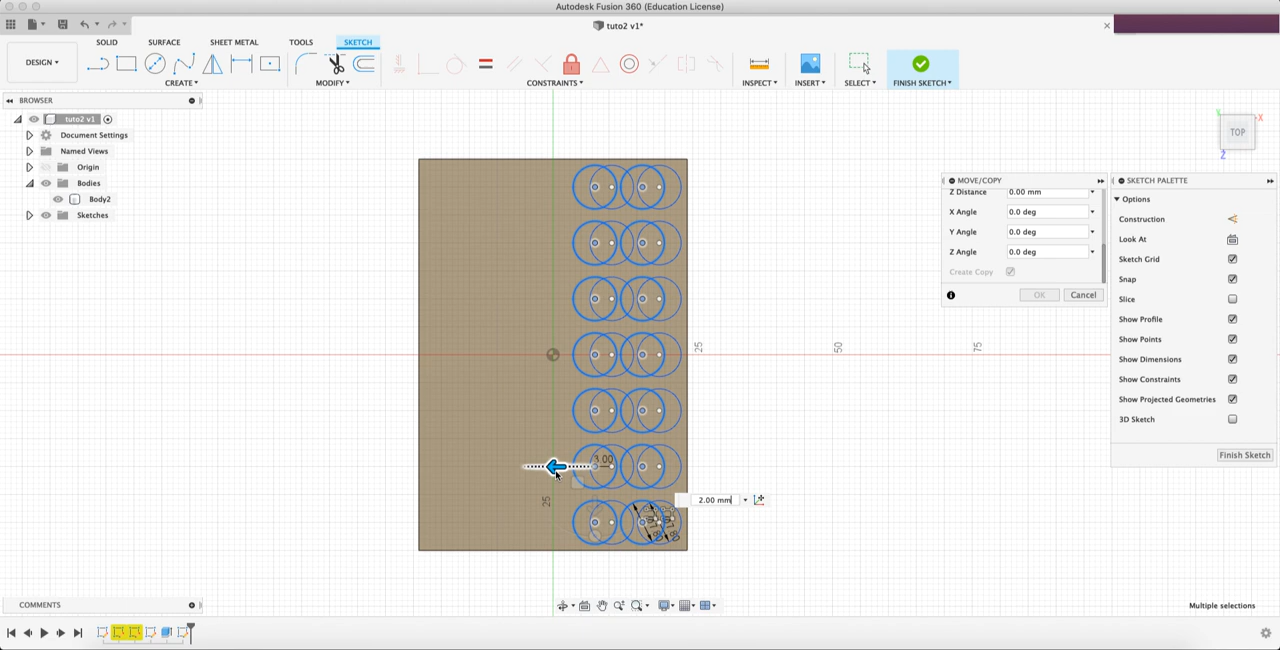 Autodesk Fusion 360 (Education License)
tuto2 v1*
DESIGN
SOLID
SURFACE
SHEET METAL
TOOLS
SKETCH
CREATE
MODIFY
CONSTRAINTS
INSPECT
INSERT
SELECT
FINISH SKETCH
BROWSER
tuto2 v1
Document Settings
Named Views
Origin
Bodies
Body2
Sketches
TOP
X
Y
Z
MOVE/COPY
Z Distance 0.00 mm
X Angle 0.0 deg
Y Angle 0.0 deg
Z Angle 0.0 deg
Create Copy
OK
Cancel
SKETCH PALETTE
Options
Construction
Look At
Sketch Grid
Snap
Slice
Show Profile
Show Points
Show Dimensions
Show Constraints
Show Projected Geometries
3D Sketch
Finish Sketch
25
50
75
3.00
25
2.00 mm
COMMENTS
Multiple selections